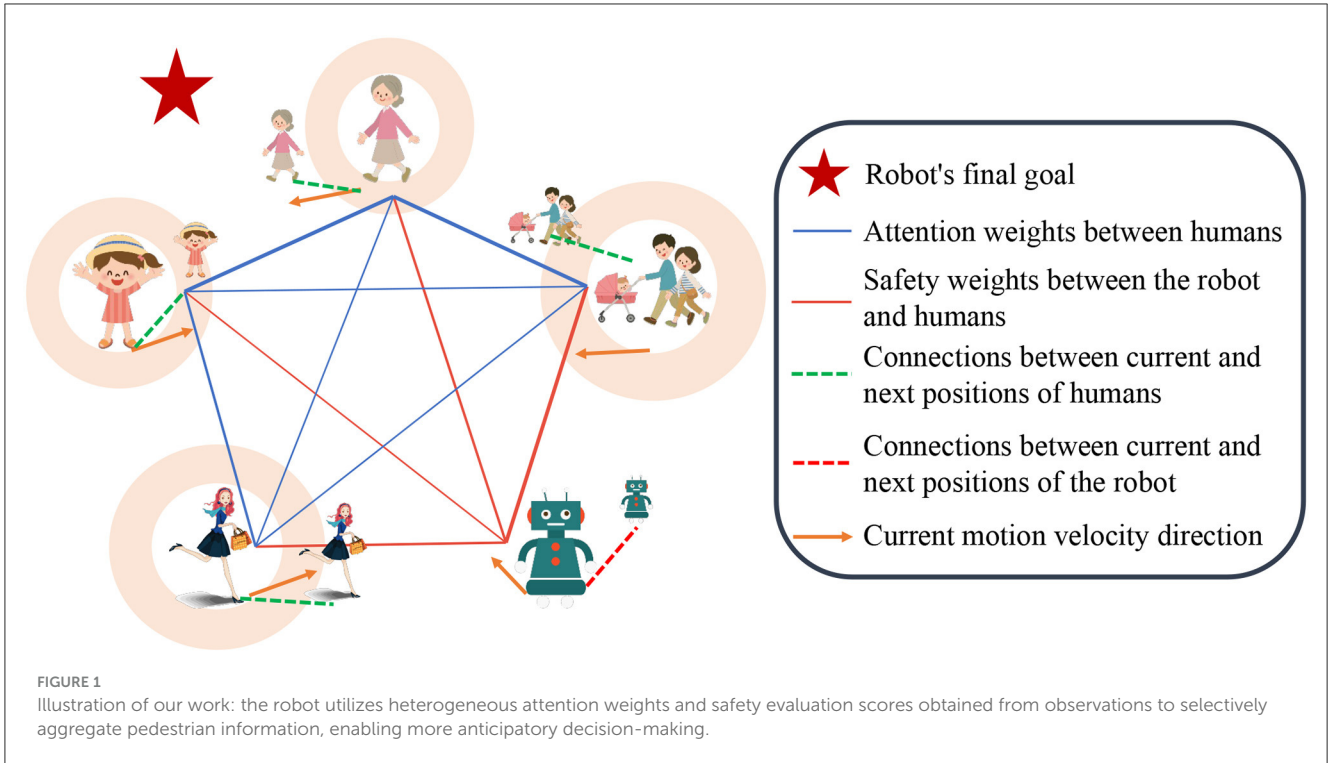 Robot's final goal
Attention weights between humans
Safety weights between the robot
and humans
Connections between current and
next positions of humans
Connections between current and
next positions of the robot
Current motion velocity direction
FIGURE 1
Illustration of our work: the robot utilizes heterogeneous attention weights and safety evaluation scores obtained from observations to selectively
aggregate pedestrian information, enabling more anticipatory decision-making.